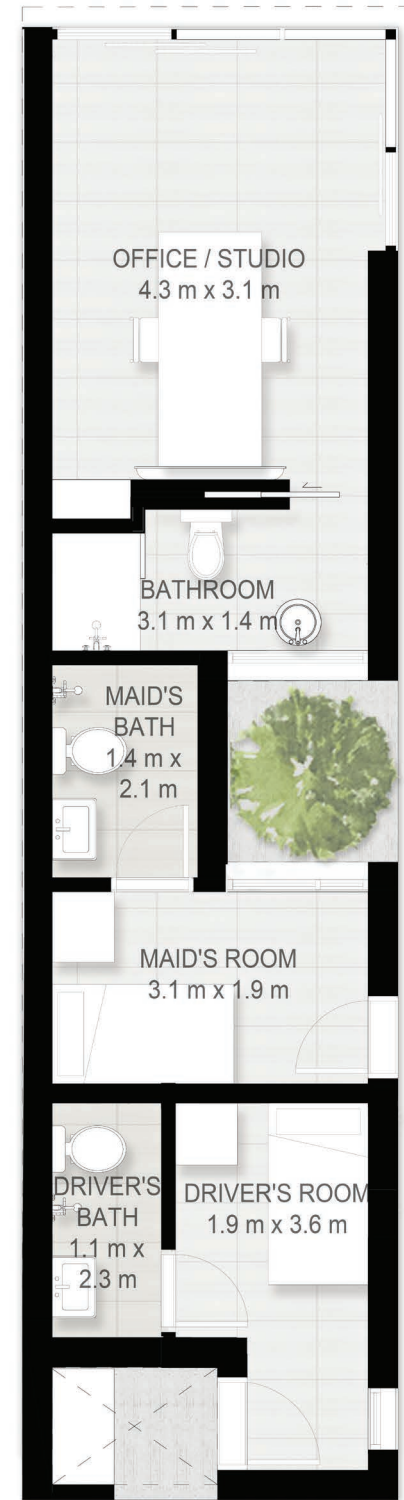 OFFICE / STUDIO
4.3 m x 3.1 m
BATHROOM
3.1 m x 1.4 m
MAID'S
BATH
1.4 m x
2.1 m
MAID'S ROOM
3.1 m x 1.9 m
DRIVER'S
BATH
1.1 m x
2.3 m
DRIVER'S ROOM
1.9 m x 3.6 m